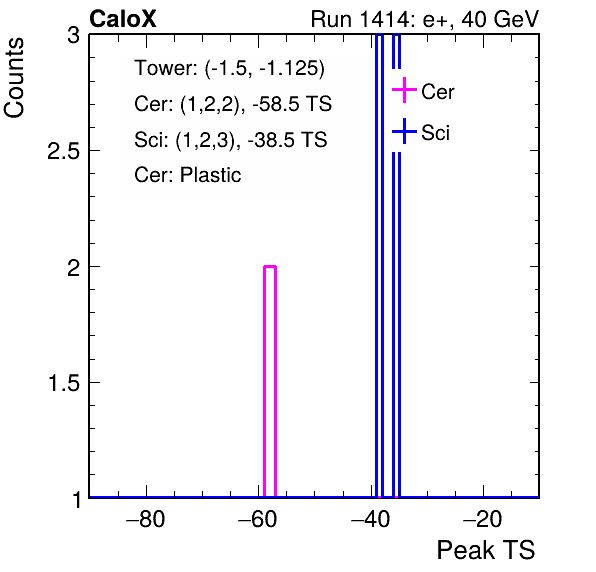 CaloX Run 1414: e+, 40 GeV
Counts
Tower: (-1.5, -1.125)
Cer: (1,2,2), -58.5 TS
Sci: (1,2,3), -38.5 TS
Cer: Plastic
Cer
Sci
3
2.5
2
1.5
1
−80 −60 −40 −20
Peak TS